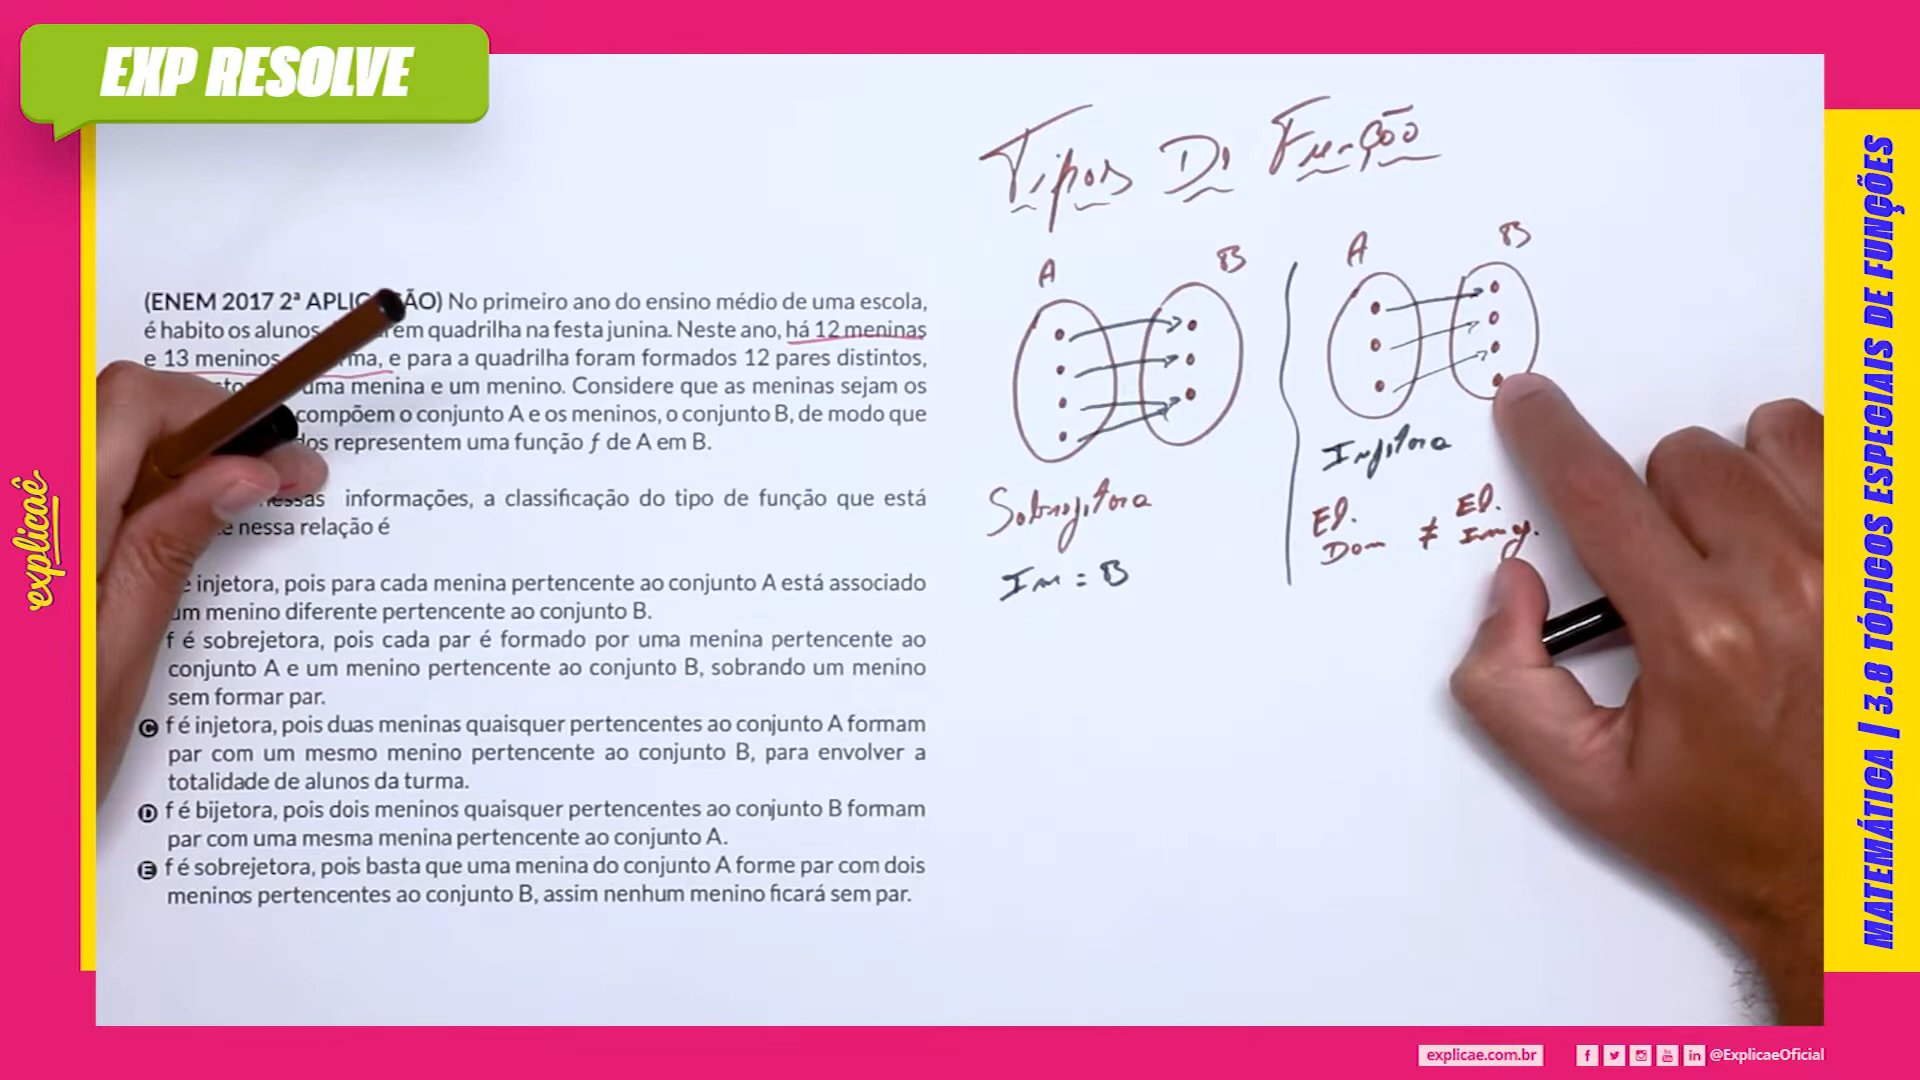 EXP RESOLVE
Tipos De Função
(ENEM 2017 2ª APLICAÇÃO) No primeiro ano do ensino médio de uma escola,
é habito os alunos em quadrilha na festa junina. Neste ano, há 12 meninas
e 13 meninos e para a quadrilha foram formados 12 pares distintos,
uma menina e um menino. Considere que as meninas sejam os
compõem o conjunto A e os meninos, o conjunto B, de modo que
representem uma função ƒ de A em B.
informações, a classificação do tipo de função que está
nessa relação é
é injetora, pois para cada menina pertencente ao conjunto A está associado
um menino diferente pertencente ao conjunto B.
f é sobrejetora, pois cada par é formado por uma menina pertencente ao
conjunto A e um menino pertencente ao conjunto B, sobrando um menino
sem formar par.
C f é injetora, pois duas meninas quaisquer pertencentes ao conjunto A formam
par com um mesmo menino pertencente ao conjunto B, para envolver a
totalidade de alunos da turma.
D f é bijetora, pois dois meninos quaisquer pertencentes ao conjunto B formam
par com uma mesma menina pertencente ao conjunto A.
E f é sobrejetora, pois basta que uma menina do conjunto A forme par com dois
meninos pertencentes ao conjunto B, assim nenhum menino ficará sem par.
A B
Sobrejetora
Im = B
A B
Injetora
El. El.
Dom ≠ Img.
explicaê
MATEMÁTICA | 3.8 TÓPICOS ESPECIAIS DE FUNÇÕES
explicae.com.br
@ExplicaeOficial